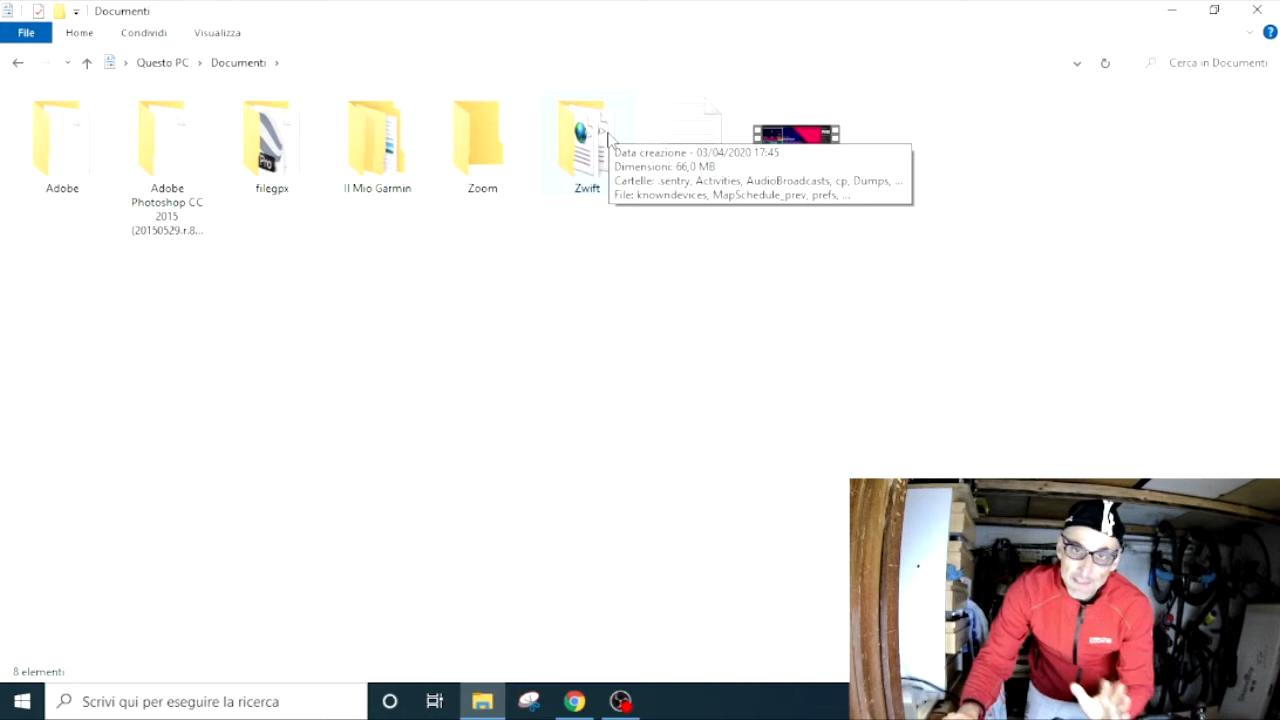 Documenti
File
Home
Condividi
Visualizza
Questo PC
Documenti
Cerca in Documenti
Adobe
Adobe
Photoshop CC
2015
(20150529.r.8...
filegpx
Il Mio Garmin
Zoom
Zwift
Pro
Data creazione - 03/04/2020 17:45
Dimensioni: 66,0 MB
Cartelle: .sentry, Activities, AudioBroadcasts, cp, Dumps, ...
File: knowndevices, MapSchedule_prev, prefs, ...
8 elementi
Scrivi qui per eseguire la ricerca